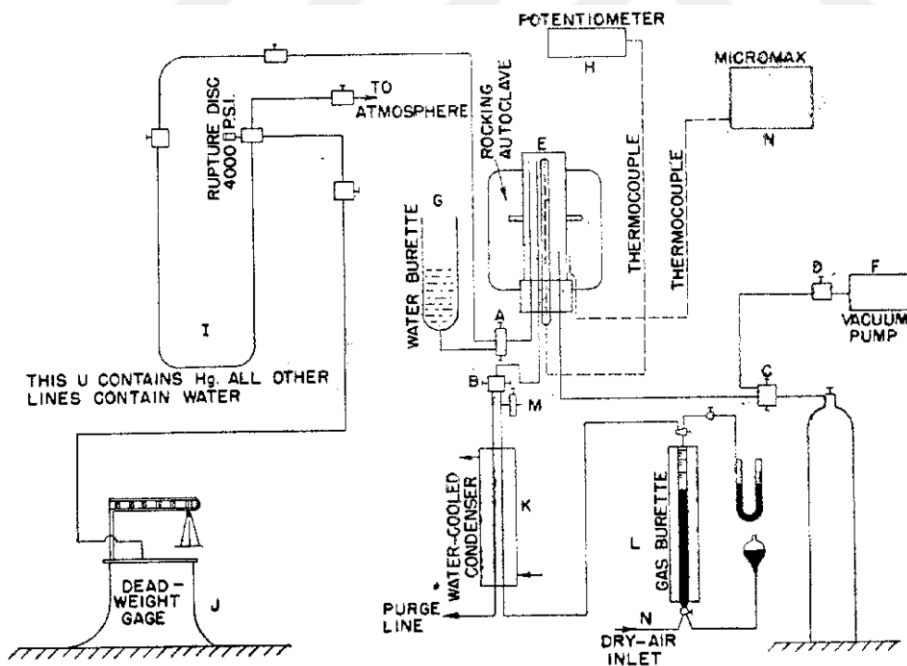 POTENTIOMETER
H
MICROMAX
N
TO
ATMOSPHERE
RUPTURE DISC
4000 P.S.I.
ROCKING
AUTOCLAVE
E
THERMOCOUPLE
THERMOCOUPLE
G
WATER BURETTE
A
D
F
VACUUM
PUMP
I
THIS U CONTAINS Hg. ALL OTHER
LINES CONTAIN WATER
B
M
C
WATER-COOLED
CONDENSER
K
GAS BURETTE
L
DEAD-
WEIGHT
GAGE
J
PURGE
LINE
N
DRY-AIR
INLET